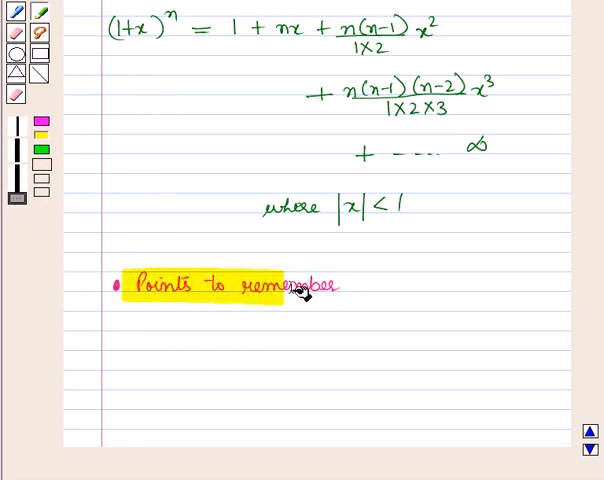 (1+x)^n = 1 + nx + n(n-1)/1×2 x^2
+ n(n-1)(n-2)/1×2×3 x^3
+ ------ ∞
where |x| < 1
• Points to remember